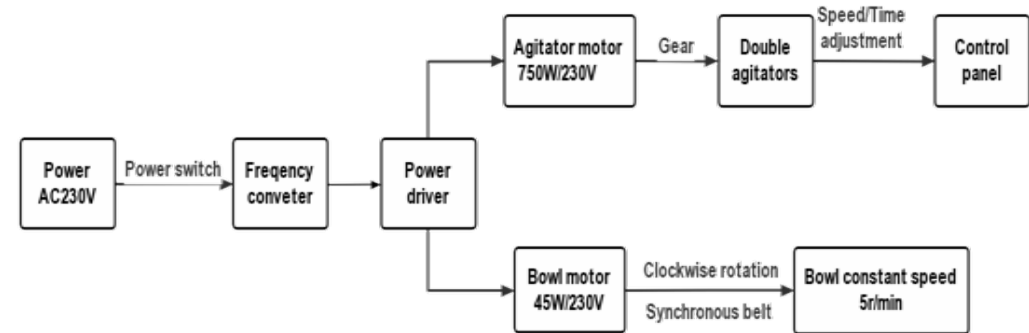 Speed/Time
adjustment
Agitator motor
750W/230V
Gear
Double
agitators
Control
panel
Power
AC230V
Power switch
Freqency
conveter
Power
driver
Bowl motor
45W/230V
Clockwise rotation
Synchronous belt
Bowl constant speed
5r/min